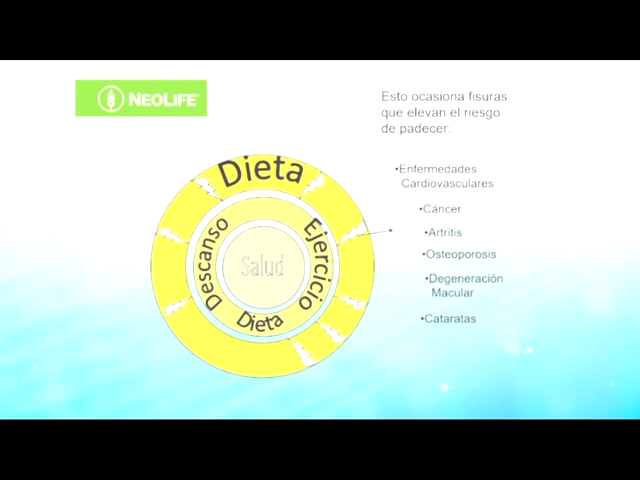 NEOLIFE
Esto ocasiona fisuras
que elevan el riesgo
de padecer:
•Enfermedades
Cardiovasculares
•Cáncer
•Artritis
•Osteoporosis
•Degeneración
Macular
•Cataratas
Dieta
Descanso
Ejercicio
Salud
Dieta